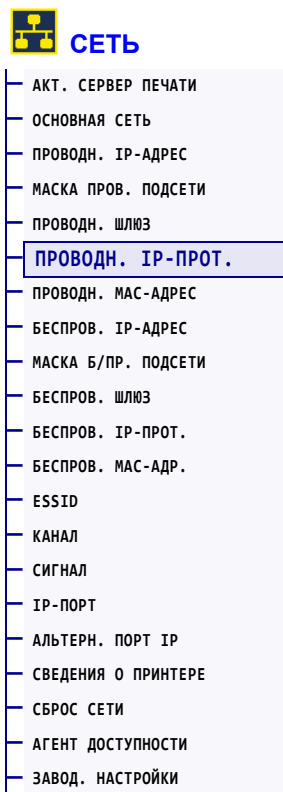 СЕТЬ
АКТ. СЕРВЕР ПЕЧАТИ
ОСНОВНАЯ СЕТЬ
ПРОВОДН. IP-АДРЕС
МАСКА ПРОВ. ПОДСЕТИ
ПРОВОДН. ШЛЮЗ
ПРОВОДН. IP-ПРОТ.
ПРОВОДН. MAC-АДРЕС
БЕСПРОВ. IP-АДРЕС
МАСКА Б/ПР. ПОДСЕТИ
БЕСПРОВ. ШЛЮЗ
БЕСПРОВ. IP-ПРОТ.
БЕСПРОВ. MAC-АДР.
ESSID
КАНАЛ
СИГНАЛ
IP-ПОРТ
АЛЬТЕРН. ПОРТ IP
СВЕДЕНИЯ О ПРИНТЕРЕ
СБРОС СЕТИ
АГЕНТ ДОСТУПНОСТИ
ЗАВОД. НАСТРОЙКИ